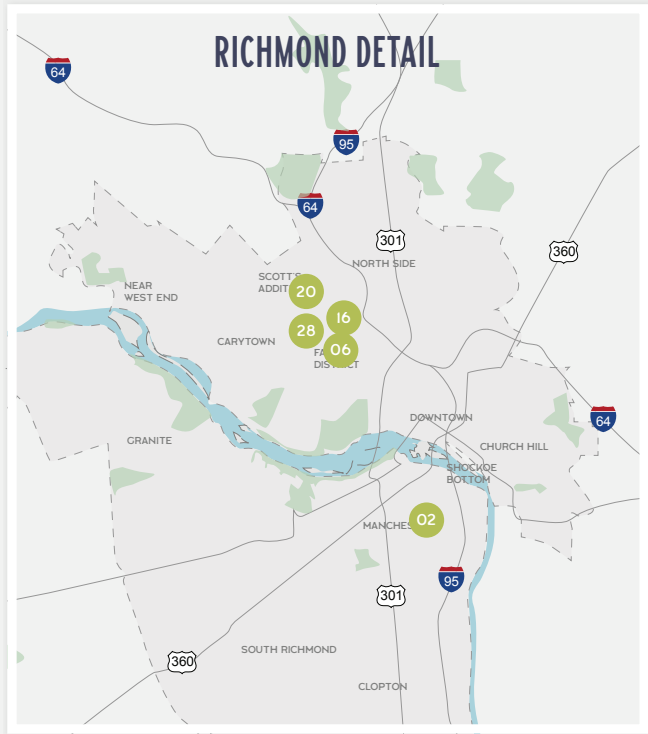 RICHMOND DETAIL
64
95
64
301
360
NORTH SIDE
SCOTT'S
20
NEAR
WEST END
16
28
CARYTOWN
06
64
DOWNTOWN
GRANITE
CHURCH HILL
SHOCKOE
BOTTOM
02
95
301
SOUTH RICHMOND
360
CLOPTON